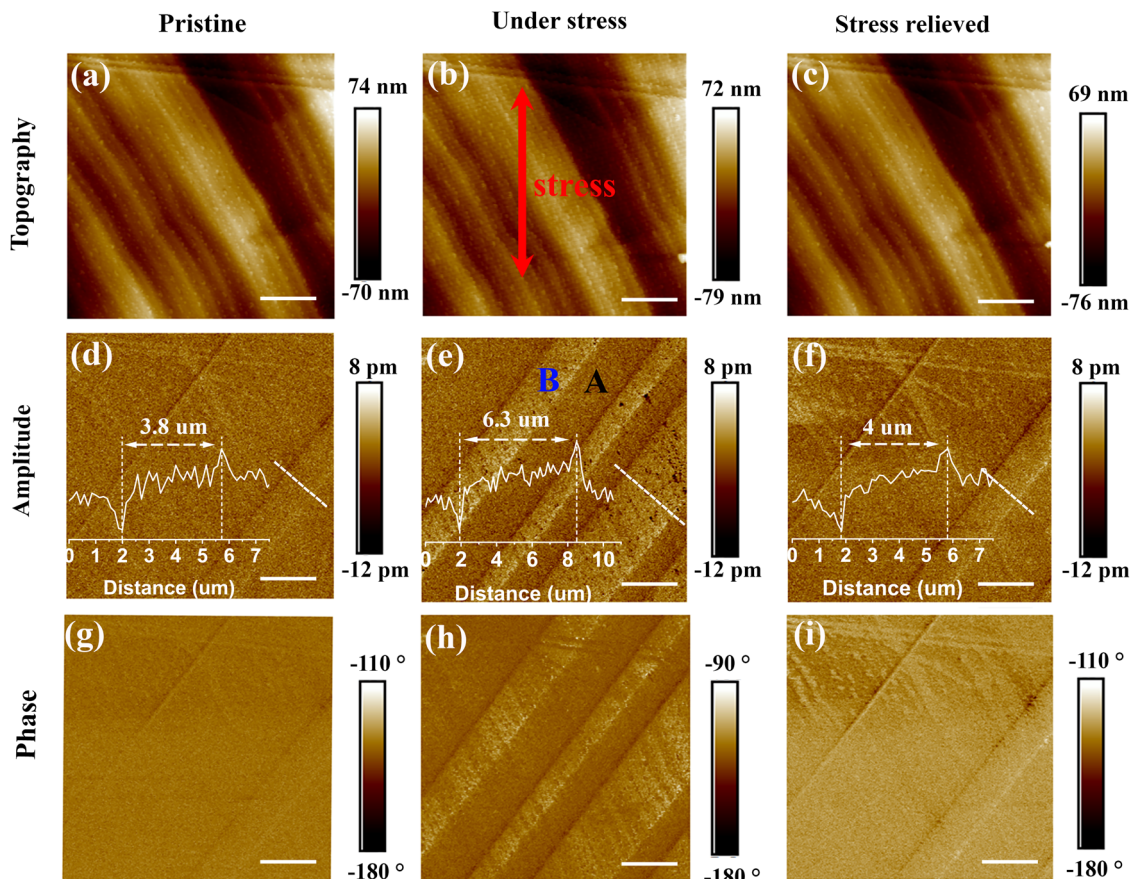 Pristine
Under stress
Stress relieved
Topography
(a)
74 nm
-70 nm
(b)
stress
72 nm
-79 nm
(c)
69 nm
-76 nm
Amplitude
(d)
3.8 um
0 1 2 3 4 5 6 7
Distance (um)
8 pm
-12 pm
(e)
B
A
6.3 um
0 2 4 6 8 10
Distance (um)
8 pm
-12 pm
(f)
4 um
0 1 2 3 4 5 6 7
Distance (um)
8 pm
-12 pm
Phase
(g)
-110 °
-180 °
(h)
-90 °
-180 °
(i)
-110 °
-180 °